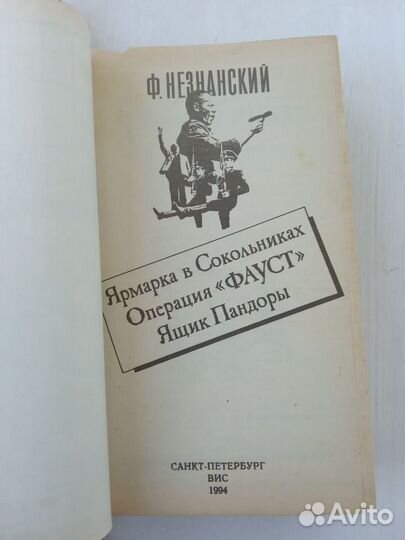 Ф. НЕЗНАНСКИЙ
Ярмарка в Сокольниках
Операция «ФАУСТ»
Ящик Пандоры
САНКТ-ПЕТЕРБУРГ
ВИС
1994
Avito